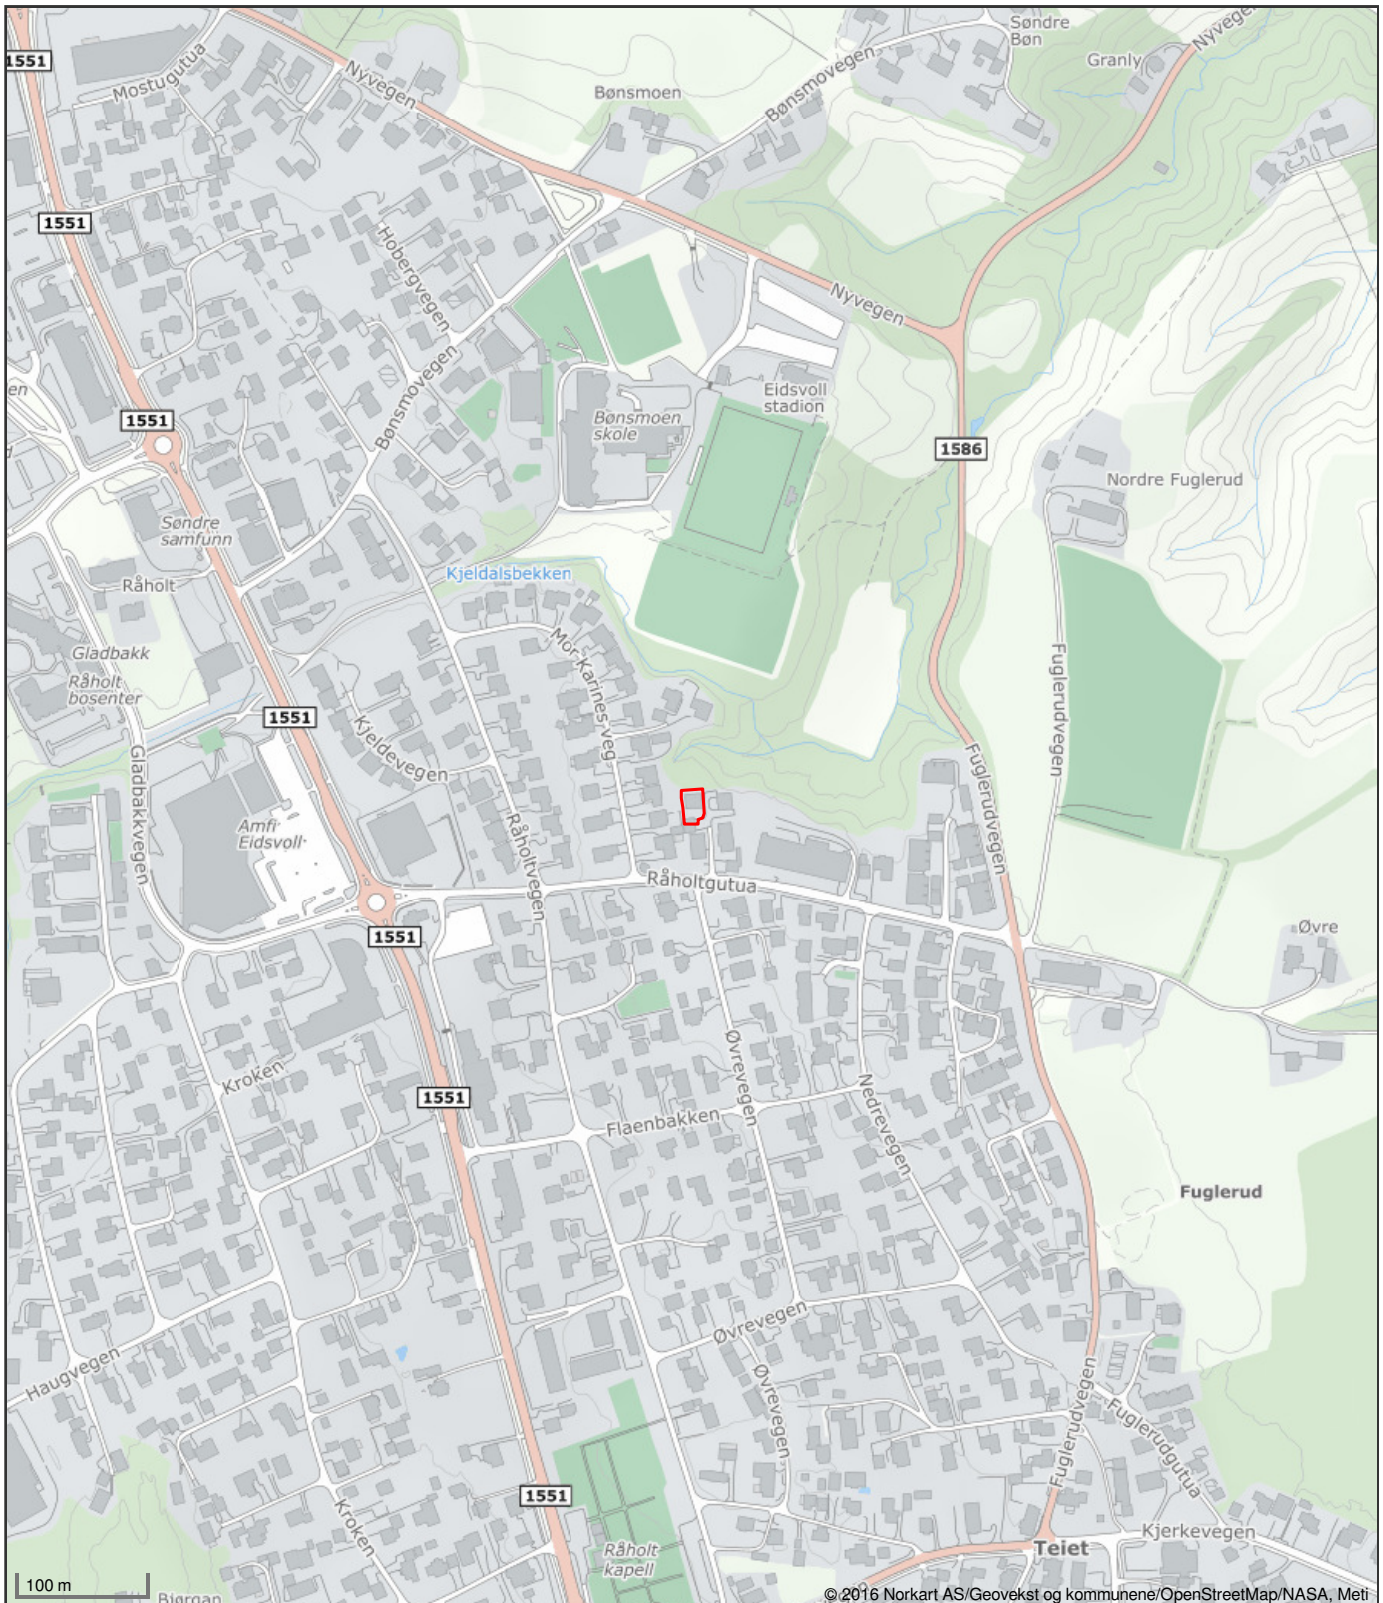 Søndre
Bøn
Nyvegen
1551
Granly
Mostugutua
Nyvegen
Bønsmovegen
Bønsmoen
1551
Hobergvegen
Nyvegen
Bønsmovegen
en
Eidsvoll
stadion
1551
Bønsmoen
skole
1586
Nordre Fuglerud
Søndre
samfunn
Kjeldalsbekken
Råholt
Mor Karines veg
Gladbakk
Råholt
bosenter
Fuglerudvegen
1551
Kjeldevegen
Gladbakkvegen
Fuglerudvegen
Amfi
Eidsvoll
Råholtvegen
Råholtgutua
1551
Øvre
Øvrevegen
Kroken
Nedrevegen
1551
Flaenbakken
Fuglerud
Øvrevegen
Haugvegen
Øvrevegen
Fuglerudvegen
Fuglerudgutua
1551
Kroken
Kjerkevegen
Råholt
kapell
Teiet
100 m
Bjørgan
© 2016 Norkart AS/Geovekst og kommunene/OpenStreetMap/NASA, Meti